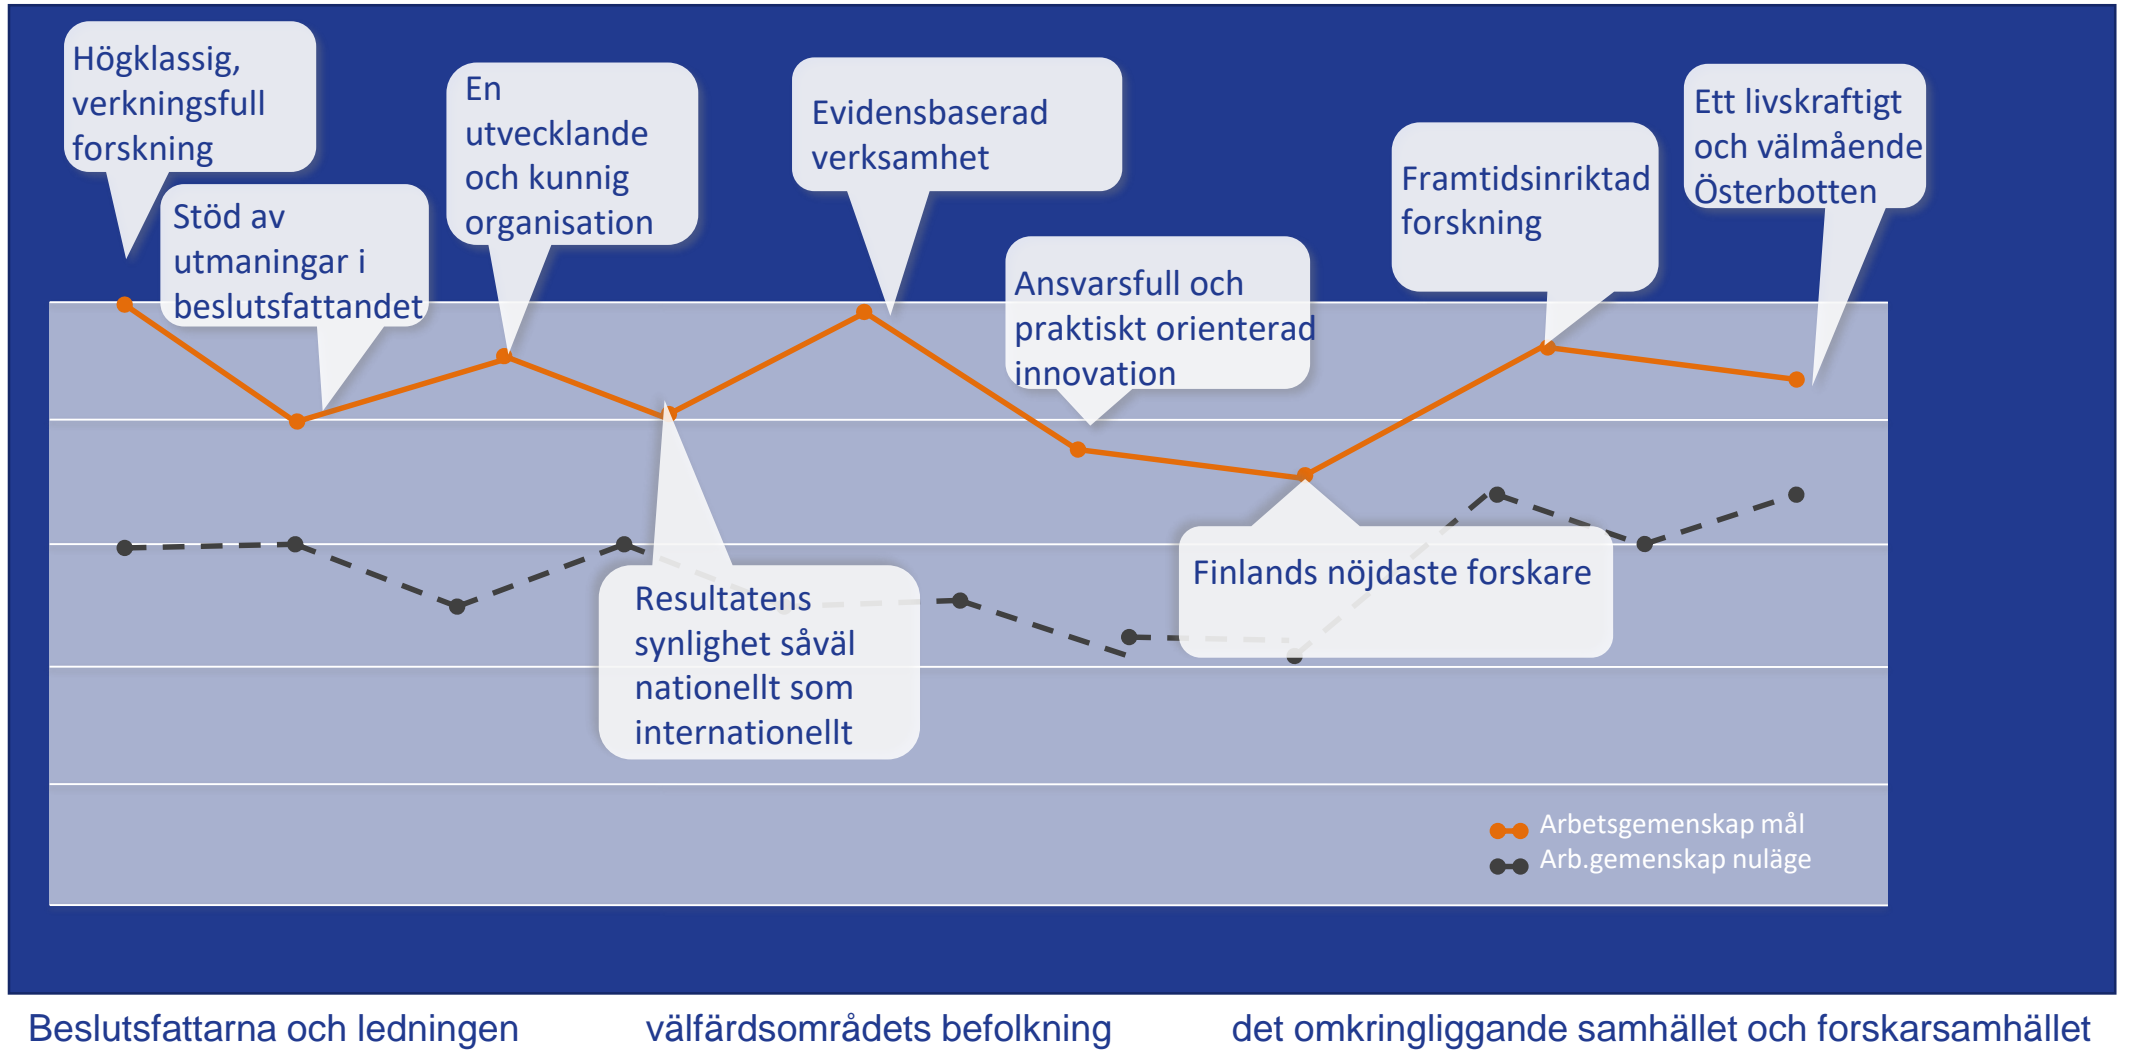 Högklassig,
verkningsfull
forskning
Stöd av
utmaningar i
beslutsfattandet
En
utvecklande
och kunnig
organisation
Resultatens
synlighet såväl
nationellt som
internationellt
Evidensbaserad
verksamhet
Ansvarsfull och
praktiskt orienterad
innovation
Finlands nöjdaste forskare
Framtidsinriktad
forskning
Ett livskraftigt
och välmående
Österbotten
Arbetsgemenskap mål
Arb.gemenskap nuläge
Beslutsfattarna och ledningen
välfärdsområdets befolkning
det omkringliggande samhället och forskarsamhället